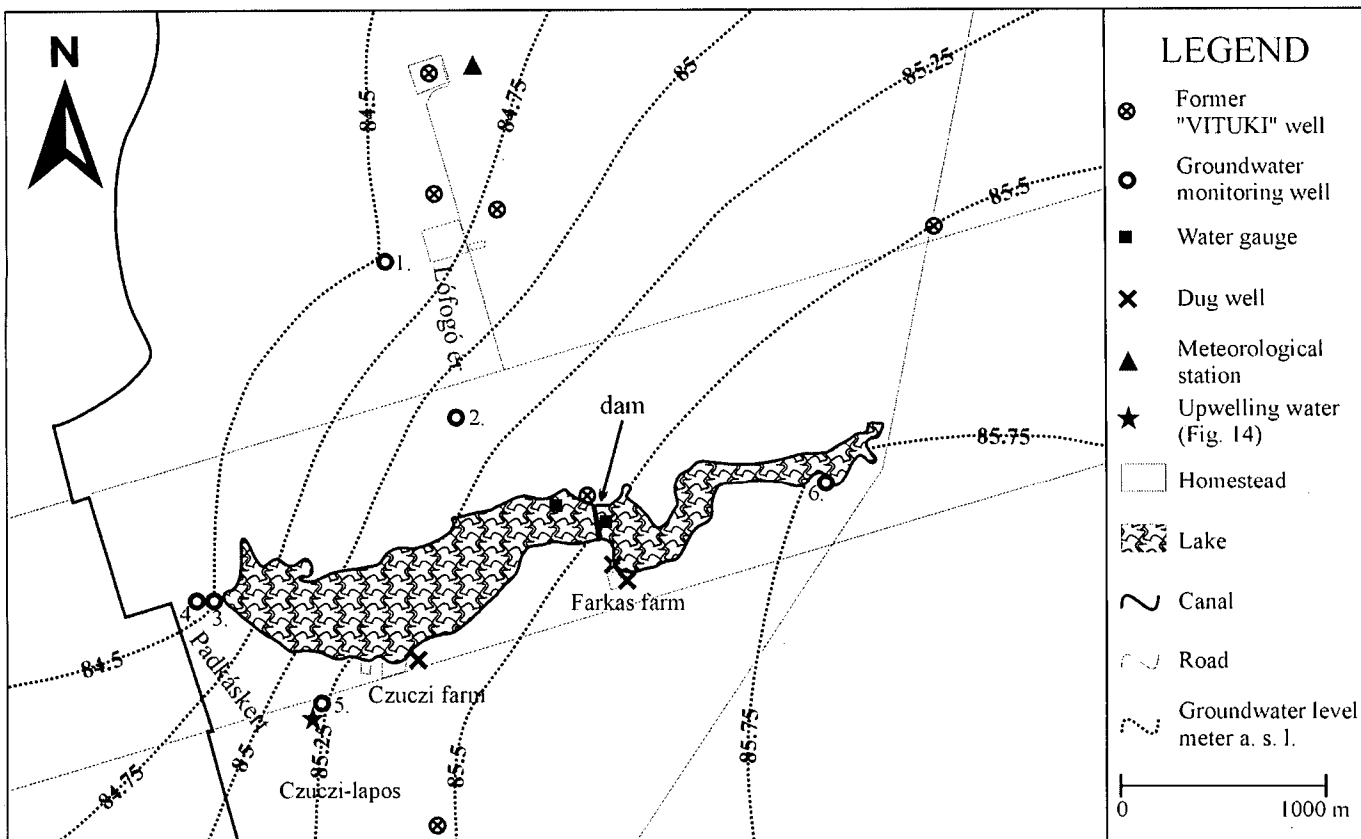 N
84.5
84.75
85
85.25
85.5
85.75
1.
Lófogó ér
2.
dam
6.
4.
3.
Farkas farm
84.5
Padkáskert
Czuczi farm
5.
84.75
85
85.25
85.5
85.75
Czuczi-lapos
LEGEND
Former
"VITUKI" well
Groundwater
monitoring well
Water gauge
Dug well
Meteorological
station
Upwelling water
(Fig. 14)
Homestead
Lake
Canal
Road
Groundwater level
meter a. s. l.
0 1000 m